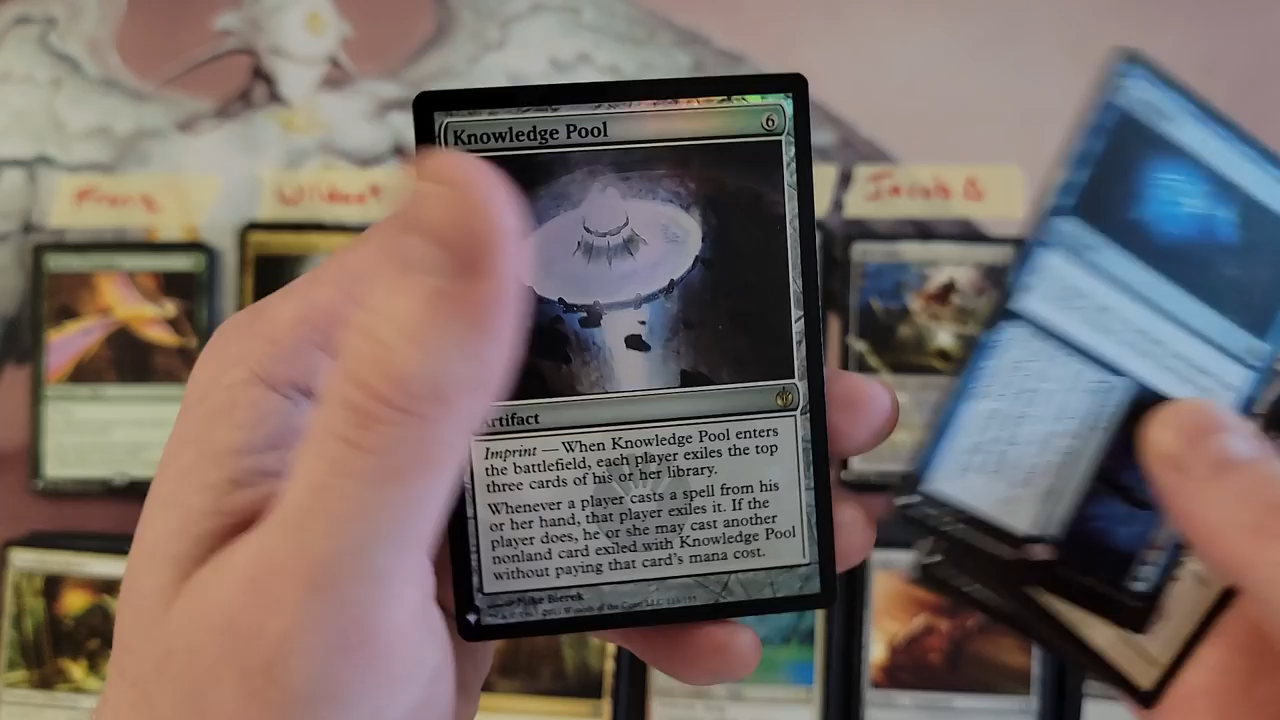 Franz
Wildcat
Jacob B
Knowledge Pool
6
Artifact
Imprint — When Knowledge Pool enters
the battlefield, each player exiles the top
three cards of his or her library.
Whenever a player casts a spell from his
or her hand, that player exiles it. If the
player does, he or she may cast another
nonland card exiled with Knowledge Pool
without paying that card's mana cost.
Mike Bierek